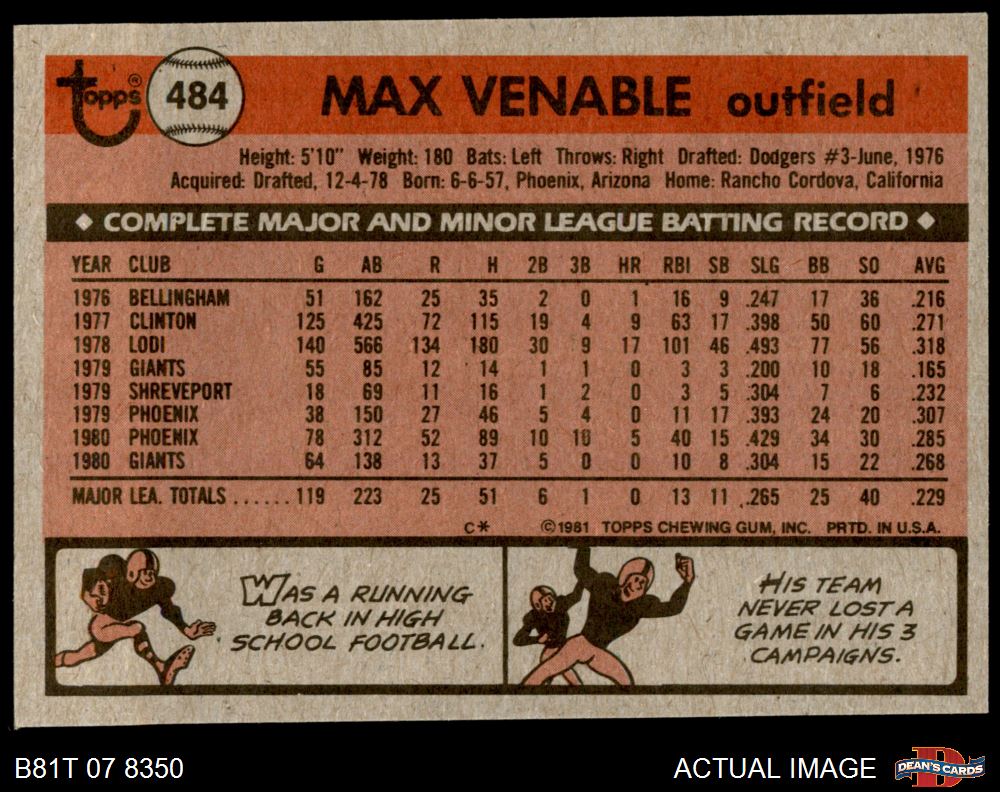 Topps® 484 MAX VENABLE outfield
Height: 5'10" Weight: 180 Bats: Left Throws: Right Drafted: Dodgers #3-June, 1976
Acquired: Drafted, 12-4-78 Born: 6-6-57, Phoenix, Arizona Home: Rancho Cordova, California
◆ COMPLETE MAJOR AND MINOR LEAGUE BATTING RECORD ◆
YEAR CLUB G AB R H 2B 3B HR RBI SB SLG BB SO AVG
1976 BELLINGHAM 51 162 25 35 2 0 1 16 9 .247 17 36 .216
1977 CLINTON 125 425 72 115 19 4 9 63 17 .398 50 60 .271
1978 LODI 140 566 134 180 30 9 17 101 46 .493 77 56 .318
1979 GIANTS 55 85 12 14 1 1 0 3 3 .200 10 18 .165
1979 SHREVEPORT 18 69 11 16 1 2 0 3 5 .304 7 6 .232
1979 PHOENIX 38 150 27 46 5 4 0 11 17 .393 24 20 .307
1980 PHOENIX 78 312 52 89 10 10 5 40 15 .429 34 30 .285
1980 GIANTS 64 138 13 37 5 0 0 10 8 .304 15 22 .268
MAJOR LEA. TOTALS ...... 119 223 25 51 6 1 0 13 11 .265 25 40 .229
C* ©1981 TOPPS CHEWING GUM, INC. PRTD. IN U.S.A.
WAS A RUNNING
BACK IN HIGH
SCHOOL FOOTBALL.
HIS TEAM
NEVER LOST A
GAME IN HIS 3
CAMPAIGNS.
B81T 07 8350 ACTUAL IMAGE DEAN'S CARDS